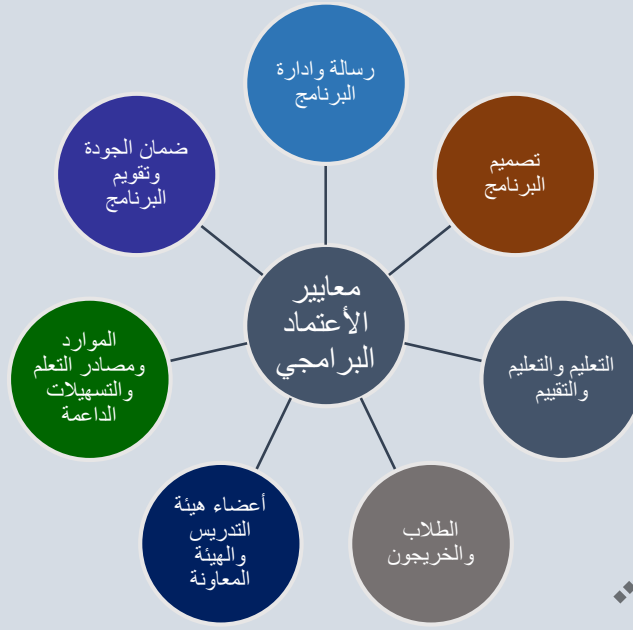 رسالة وادارة
البرنامج
تصميم
البرنامج
التعليم والتعليم
والتقييم
الطلاب
والخريجون
أعضاء هيئة
التدريس
والهيئة
المعاونة
الموارد
ومصادر التعلم
والتسهيلات
الداعمة
ضمان الجودة
وتقويم
البرنامج
معايير
الأعتماد
البرامجي